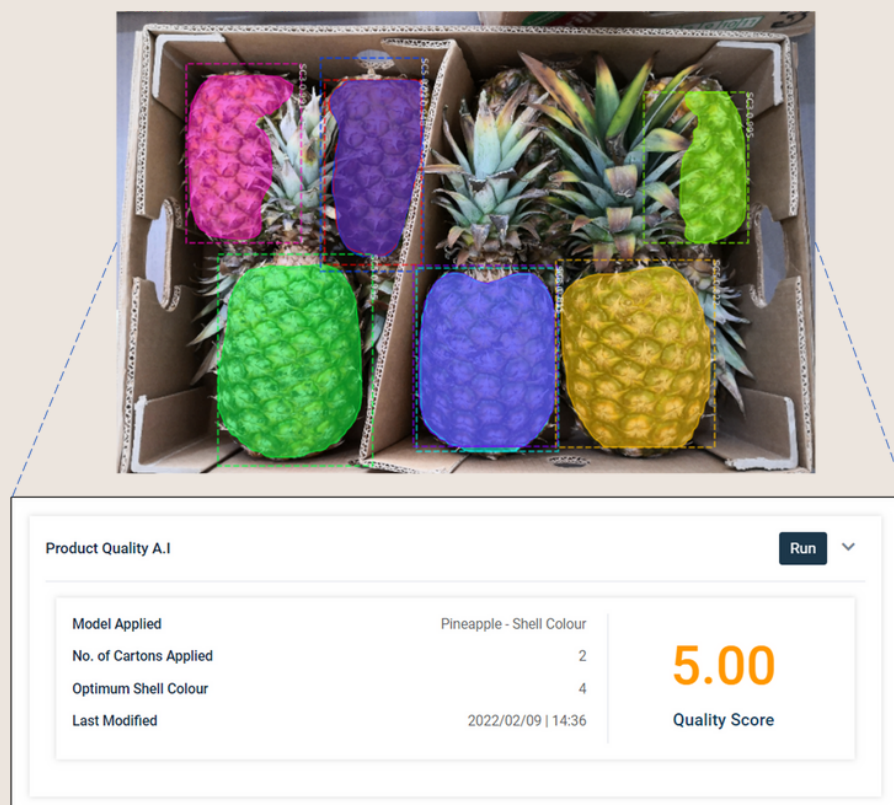 Product Quality A.I
Run
Model Applied
Pineapple - Shell Colour
No. of Cartons Applied
2
Optimum Shell Colour
4
Last Modified
2022/02/09 | 14:36
5.00
Quality Score